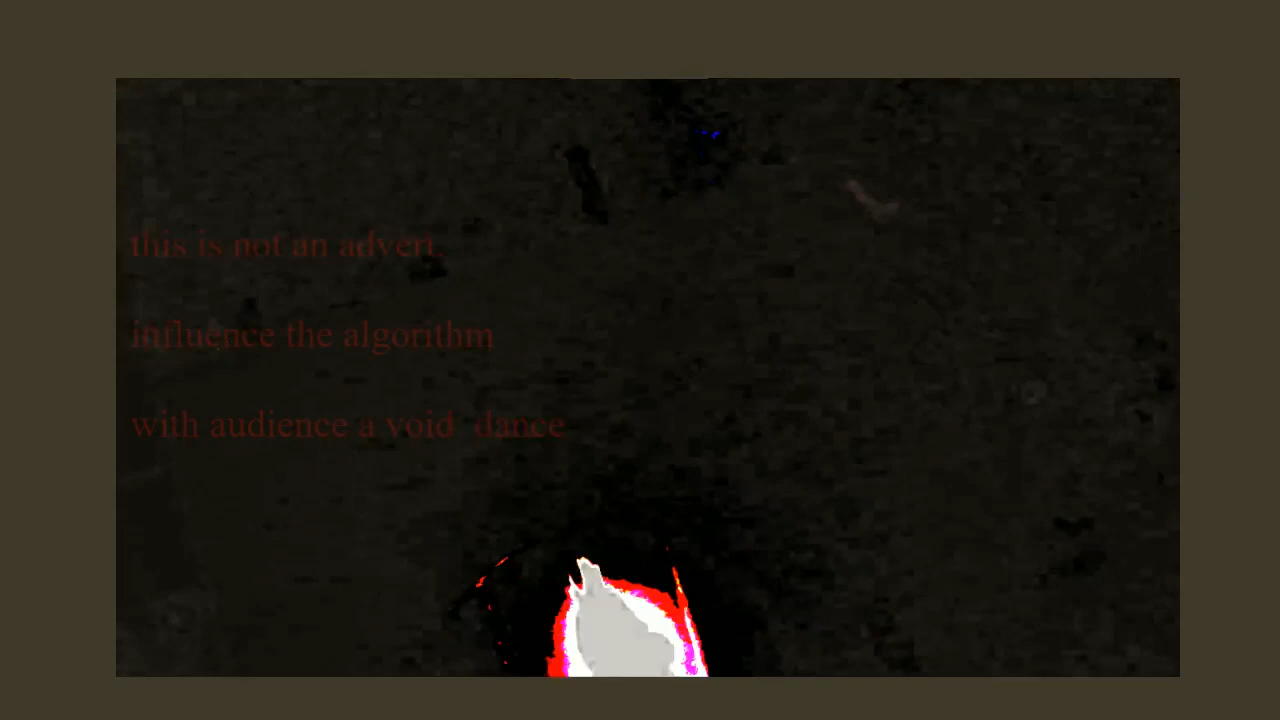 this is not an advert.
influence the algorithm
with audience a void  dance